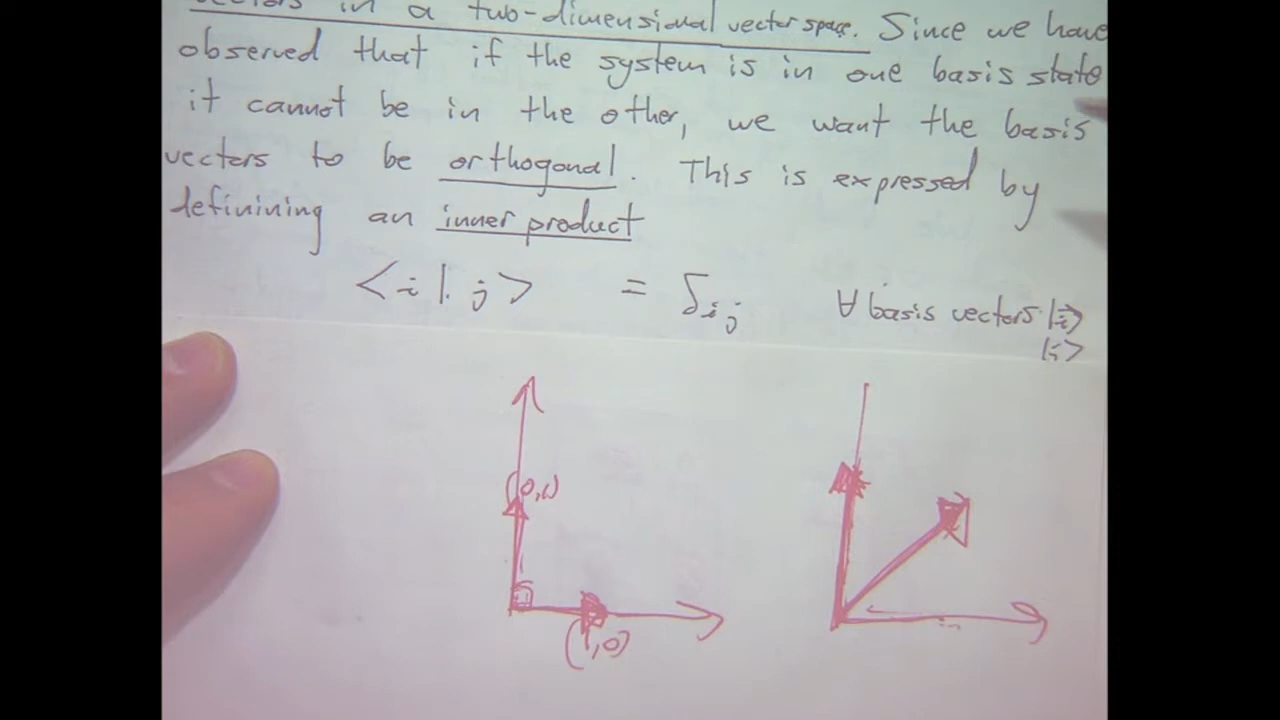 vectors in a two-dimensional vector space. Since we have
observed that if the system is in one basis state
it cannot be in the other, we want the basis
vectors to be orthogonal. This is expressed by
definining an inner product
<i|j> = δij ∀ basis vectors |i>
|j>
(0,1)
(1,0)